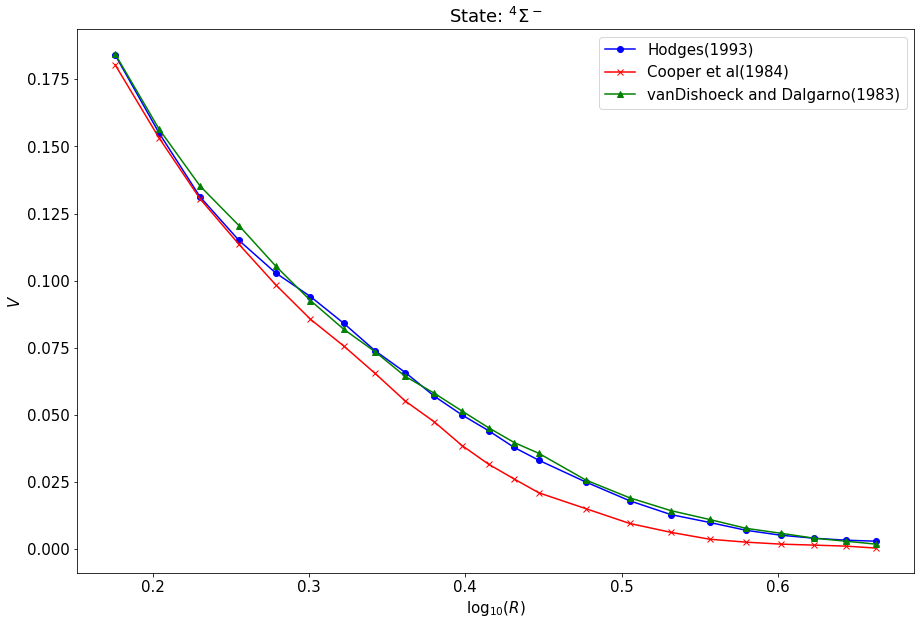 State: ⁴Σ⁻
Hodges(1993)
Cooper et al(1984)
vanDishoeck and Dalgarno(1983)
V
0.175
0.150
0.125
0.100
0.075
0.050
0.025
0.000
0.2 0.3 0.4 0.5 0.6
log₁₀(R)